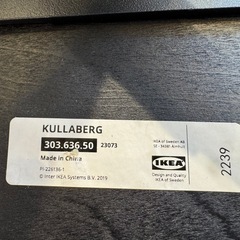 KULLABERG
303.636.50 23073
Made in China
PI 226136-1
© Inter IKEA Systems B.V. 2019
IKEA of Sweden AB
SE - 34381 Älmhult
IKEA
Design and Quality
IKEA of Sweden
2239